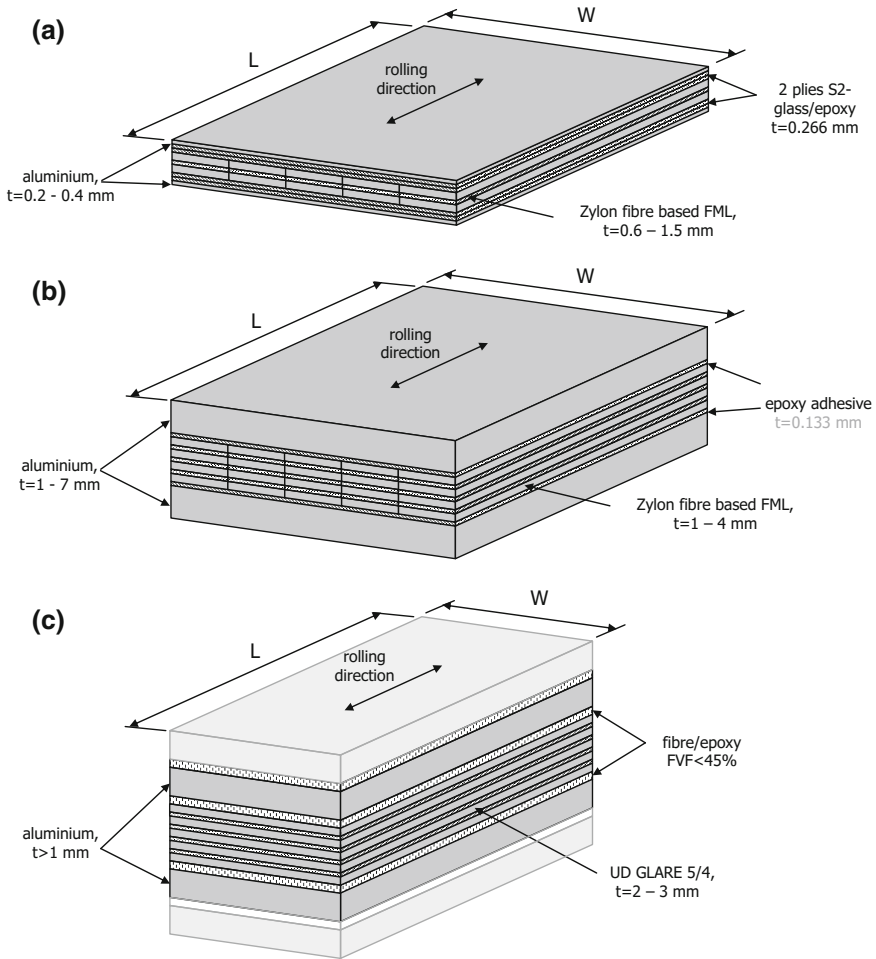 (a)
L
W
rolling
direction
2 plies S2-
glass/epoxy
t=0.266 mm
aluminium,
t=0.2 - 0.4 mm
Zylon fibre based FML,
t=0.6 – 1.5 mm
(b)
L
W
rolling
direction
epoxy adhesive
t=0.133 mm
aluminium,
t=1 - 7 mm
Zylon fibre based FML,
t=1 – 4 mm
(c)
L
W
rolling
direction
fibre/epoxy
FVF<45%
aluminium,
t>1 mm
UD GLARE 5/4,
t=2 – 3 mm